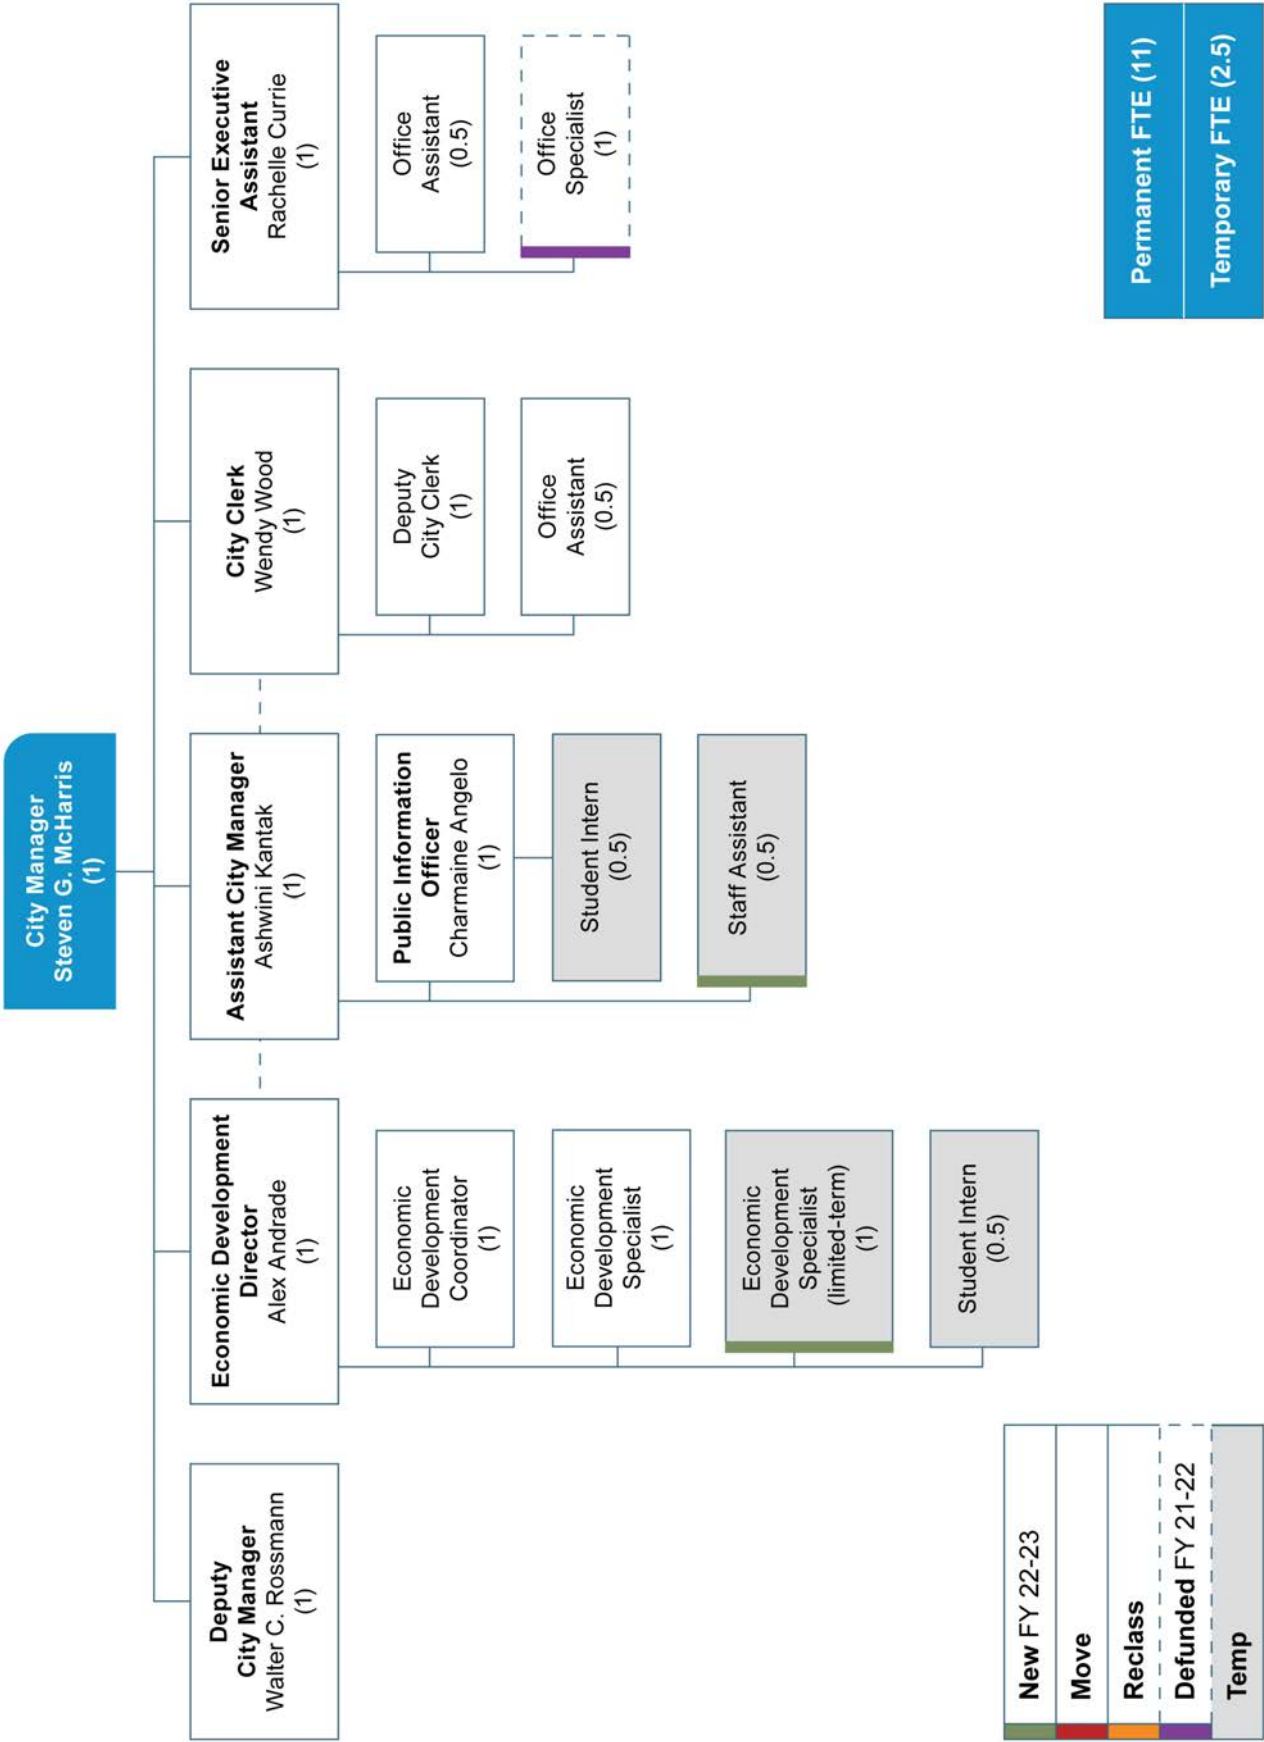 City Manager
Steven G. McHarris
(1)
Deputy
City Manager
Walter C. Rossmann
(1)
Economic Development
Director
Alex Andrade
(1)
Economic
Development
Coordinator
(1)
Economic
Development
Specialist
(1)
Economic
Development
Specialist
(limited-term)
(1)
Student Intern
(0.5)
Assistant City Manager
Ashwini Kantak
(1)
Public Information
Officer
Charmaine Angelo
(1)
Student Intern
(0.5)
Staff Assistant
(0.5)
City Clerk
Wendy Wood
(1)
Deputy
City Clerk
(1)
Office
Assistant
(0.5)
Senior Executive
Assistant
Rachelle Currie
(1)
Office
Assistant
(0.5)
Office
Specialist
(1)
New FY 22-23
Move
Reclass
Defunded FY 21-22
Temp
Permanent FTE (11)
Temporary FTE (2.5)